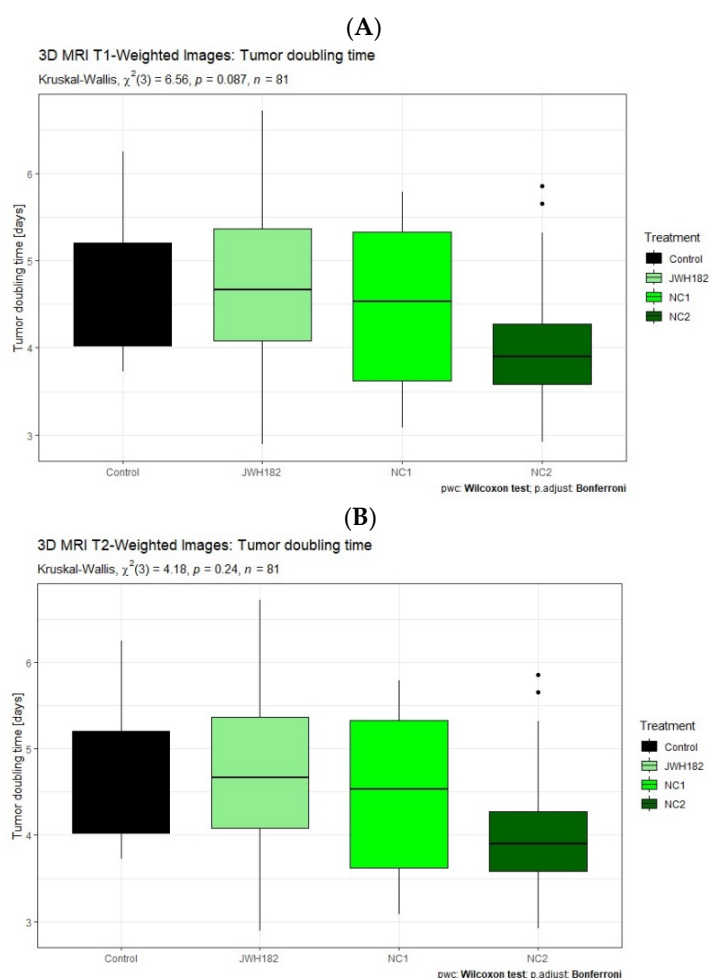 (A)
3D MRI T1-Weighted Images: Tumor doubling time
Kruskal-Wallis, χ²(3) = 6.56, p = 0.087, n = 81
Tumor doubling time [days]
6
5
4
3
Control
JWH182
NC1
NC2
Treatment
Control
JWH182
NC1
NC2
pwc: Wilcoxon test; p.adjust: Bonferroni
(B)
3D MRI T2-Weighted Images: Tumor doubling time
Kruskal-Wallis, χ²(3) = 4.18, p = 0.24, n = 81
Tumor doubling time [days]
6
5
4
3
Control
JWH182
NC1
NC2
Treatment
Control
JWH182
NC1
NC2
pwc: Wilcoxon test; p.adjust: Bonferroni